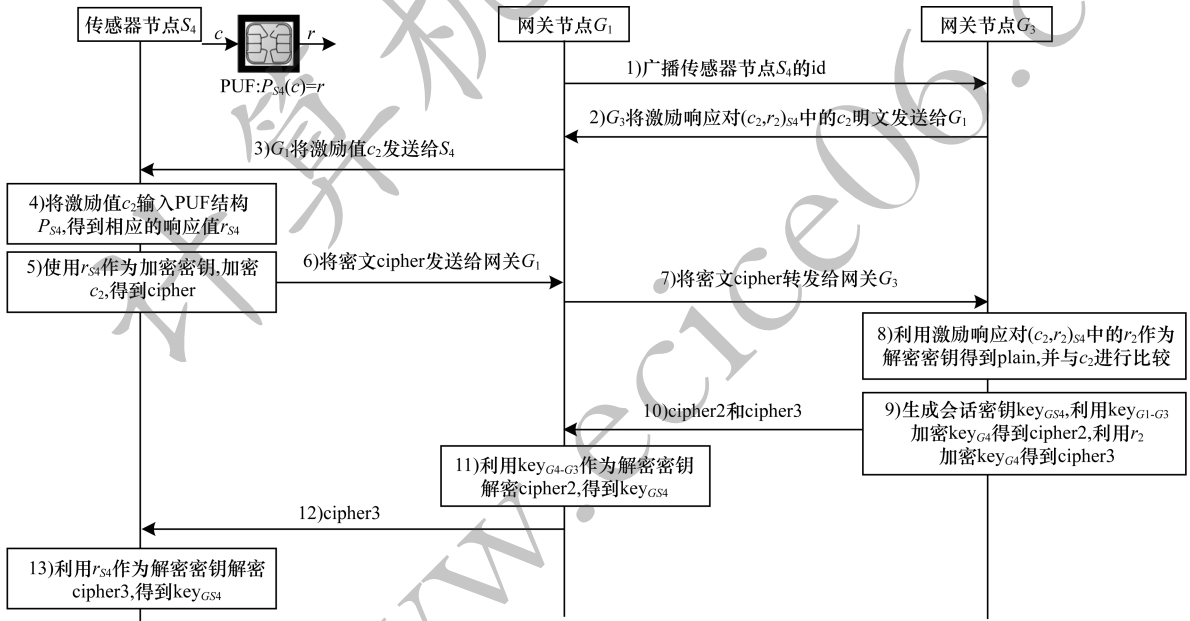 传感器节点S4
c
r
PUF:PS4(c)=r
网关节点G1
网关节点G3
1)广播传感器节点S4的id
2)G3将激励响应对(c2,r2)S4中的c2明文发送给G1
3)G1将激励值c2发送给S4
4)将激励值c2输入PUF结构
PS4,得到相应的响应值rS4
5)使用rS4作为加密密钥,加密
c2,得到cipher
6)将密文cipher发送给网关G1
7)将密文cipher转发给网关G3
8)利用激励响应对(c2,r2)S4中的r2作为
解密密钥得到plain,并与c2进行比较
9)生成会话密钥keyGS4,利用keyG1-G3
加密keyG4得到cipher2,利用r2
加密keyG4得到cipher3
10)cipher2和cipher3
11)利用keyG4-G3作为解密密钥
解密cipher2,得到keyGS4
12)cipher3
13)利用rS4作为解密密钥解密
cipher3,得到keyGS4
计算机
www.ecice06.c